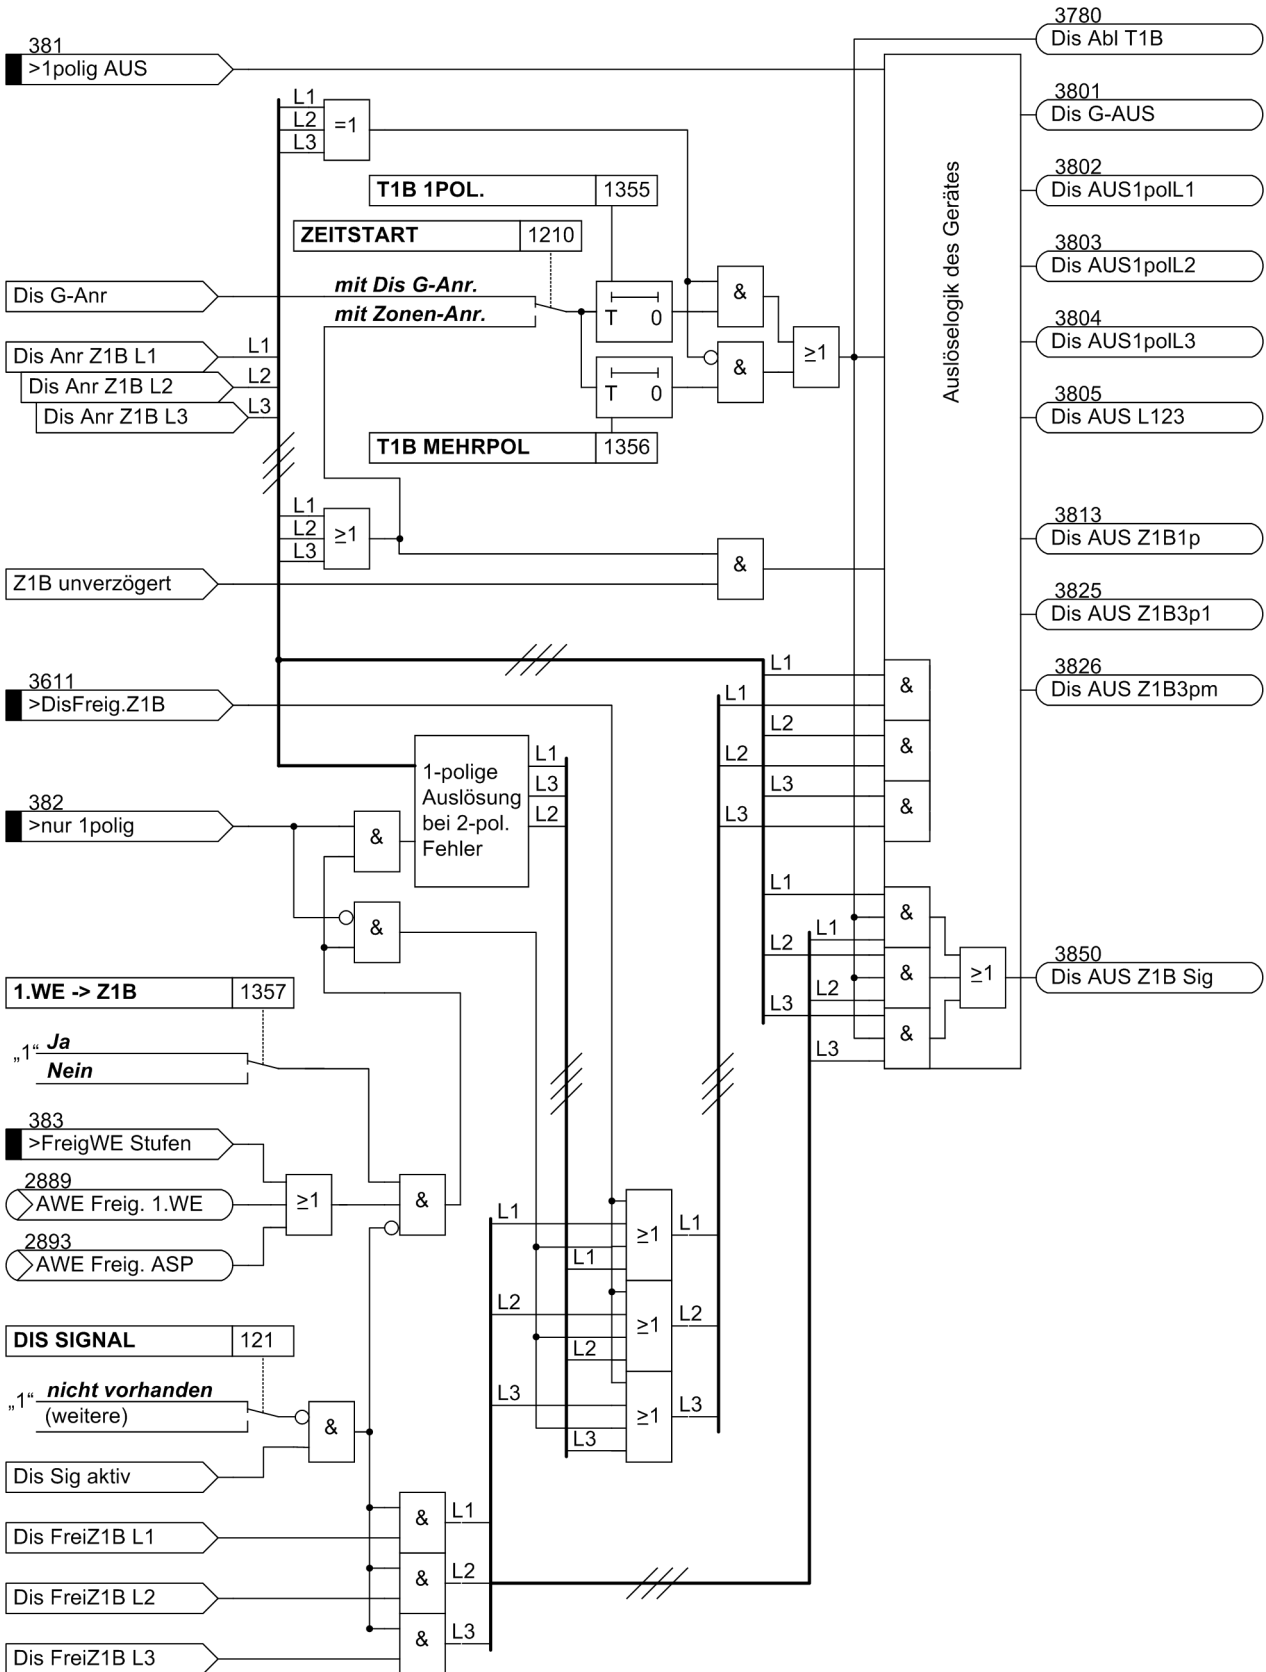 3780
Dis Abl T1B
381
>1polig AUS
3801
Dis G-AUS
L1
L2
L3
=1
3802
Dis AUS1polL1
T1B 1POL. 1355
ZEITSTART 1210
3803
Dis AUS1polL2
Auslöselogik des Gerätes
Dis G-Anr
mit Dis G-Anr.
mit Zonen-Anr.
T 0
&
3804
Dis AUS1polL3
Dis Anr Z1B L1
L1
Dis Anr Z1B L2
L2
Dis Anr Z1B L3
L3
T 0
&
≥1
3805
Dis AUS L123
T1B MEHRPOL 1356
L1
L2
L3
≥1
3813
Dis AUS Z1B1p
Z1B unverzögert
&
3825
Dis AUS Z1B3p1
3611
>DisFreig.Z1B
L1
L1
&
3826
Dis AUS Z1B3pm
L2
L2
&
L3
L3
&
1-polige
Auslösung
bei 2-pol.
Fehler
L1
L3
L2
382
>nur 1polig
&
&
L1
L1
&
L2
L2
&
L3
L3
&
≥1
3850
Dis AUS Z1B Sig
1.WE -> Z1B 1357
„1“
Ja
Nein
383
>FreigWE Stufen
2889
AWE Freig. 1.WE
2893
AWE Freig. ASP
≥1
&
L1
L1
≥1
L1
L2
L2
≥1
L2
L3
L3
≥1
L3
DIS SIGNAL 121
„1“
nicht vorhanden
(weitere)
&
Dis Sig aktiv
Dis FreiZ1B L1
&
L1
Dis FreiZ1B L2
&
L2
Dis FreiZ1B L3
&
L3